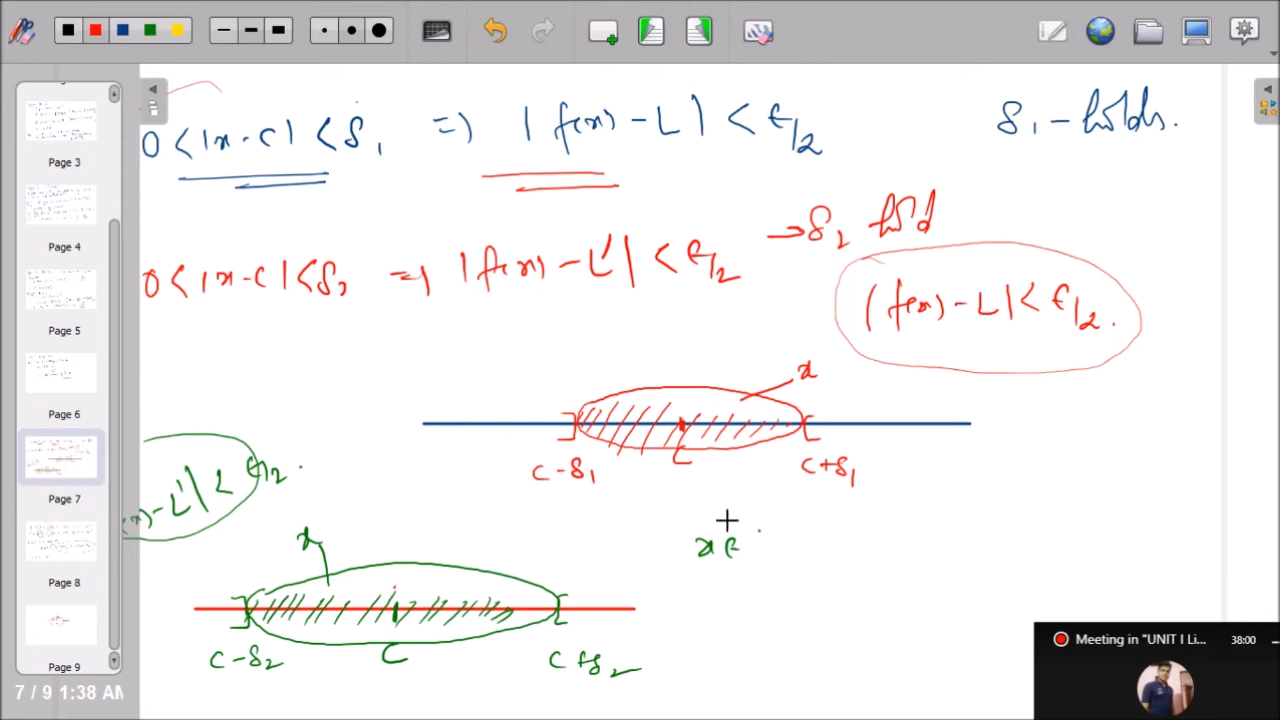 0 < |x - c| < δ₁ => |f(x) - L| < ε/2 δ₁ - holds.
0 < |x - c| < δ₂ => |f(x) - L'| < ε/2 → δ₂ hold
|f(x) - L| < ε/2.
x
] [
c
c - δ₁ c + δ₁
x) - L'| < ε/2.
x ∈
x
] [
c - δ₂ c c + δ₂
Page 3
Page 4
Page 5
Page 6
Page 7
Page 8
Page 9
7 / 9 1:38 AM
Meeting in "UNIT I Li... 38:00